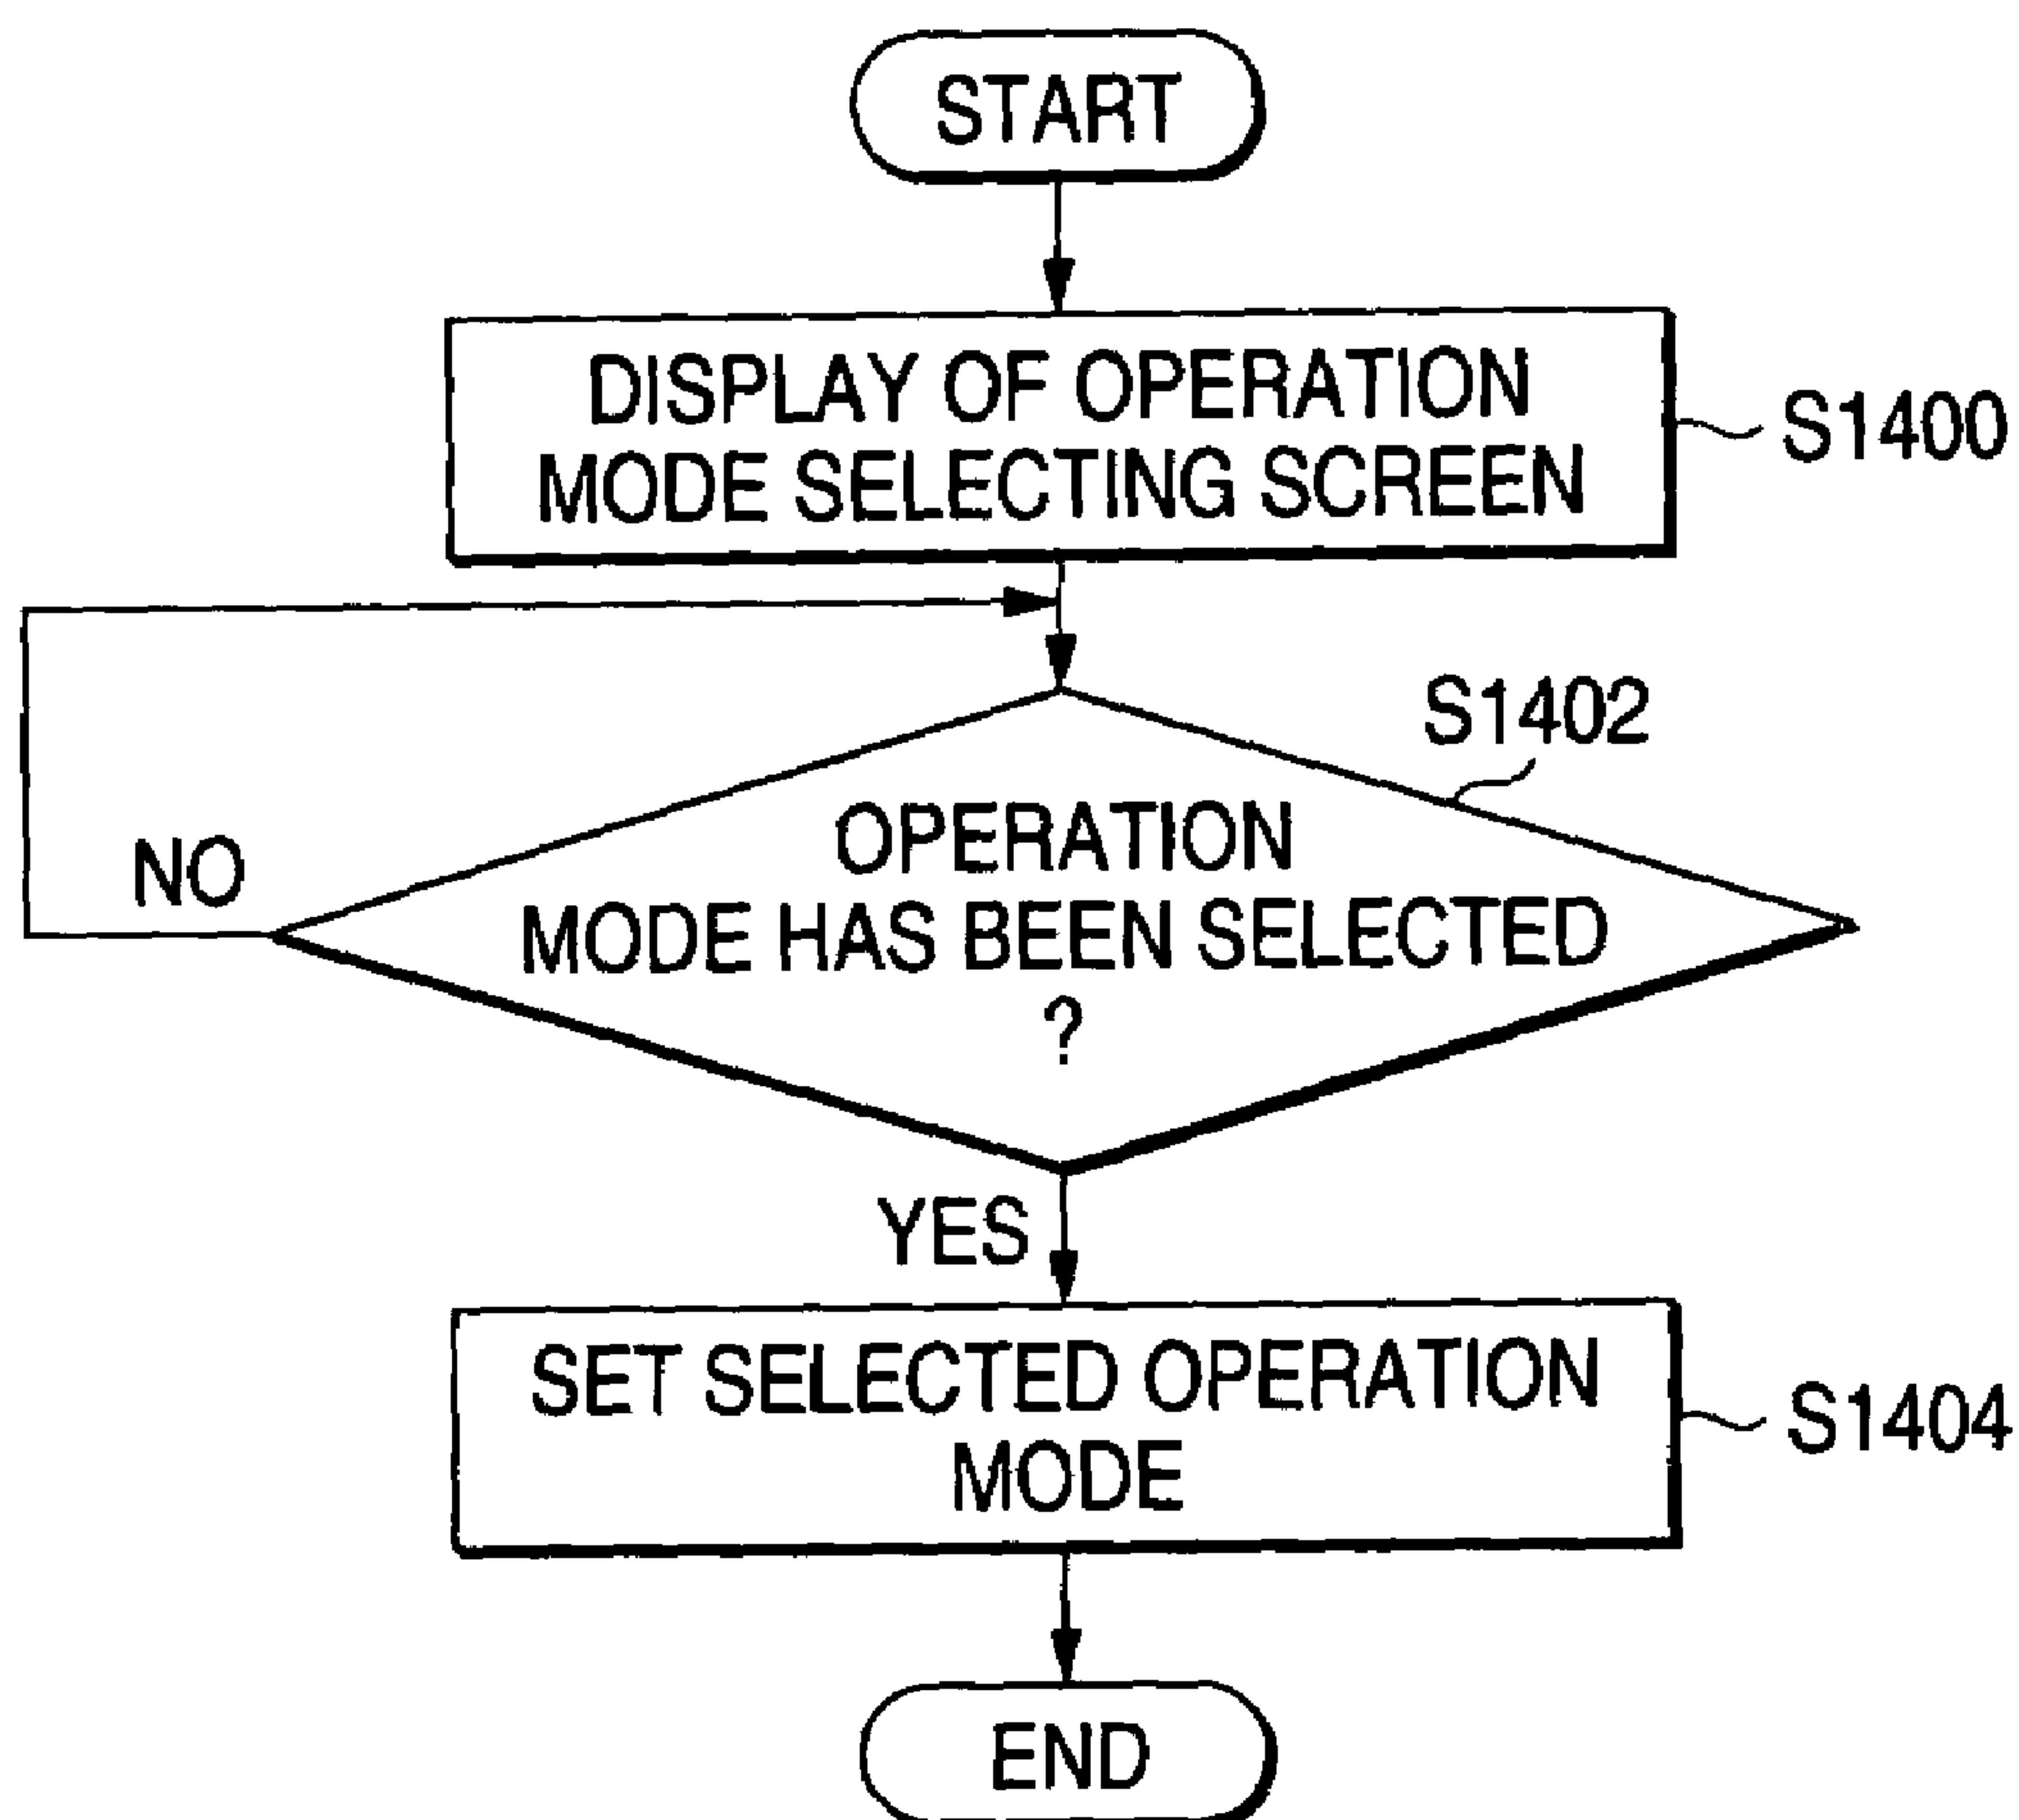 START
DISPLAY OF OPERATION
MODE SELECTING SCREEN
S1400
S1402
OPERATION
MODE HAS BEEN SELECTED
?
NO
YES
SET SELECTED OPERATION
MODE
S1404
END